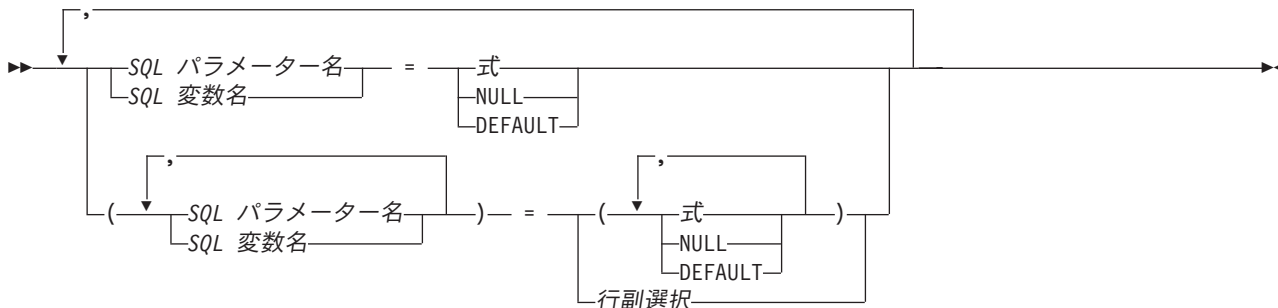 ,
SQL パラメーター名 = 式
SQL 変数名 NULL
DEFAULT
, ,
( SQL パラメーター名 ) = ( 式 )
SQL 変数名 NULL
DEFAULT
行副選択